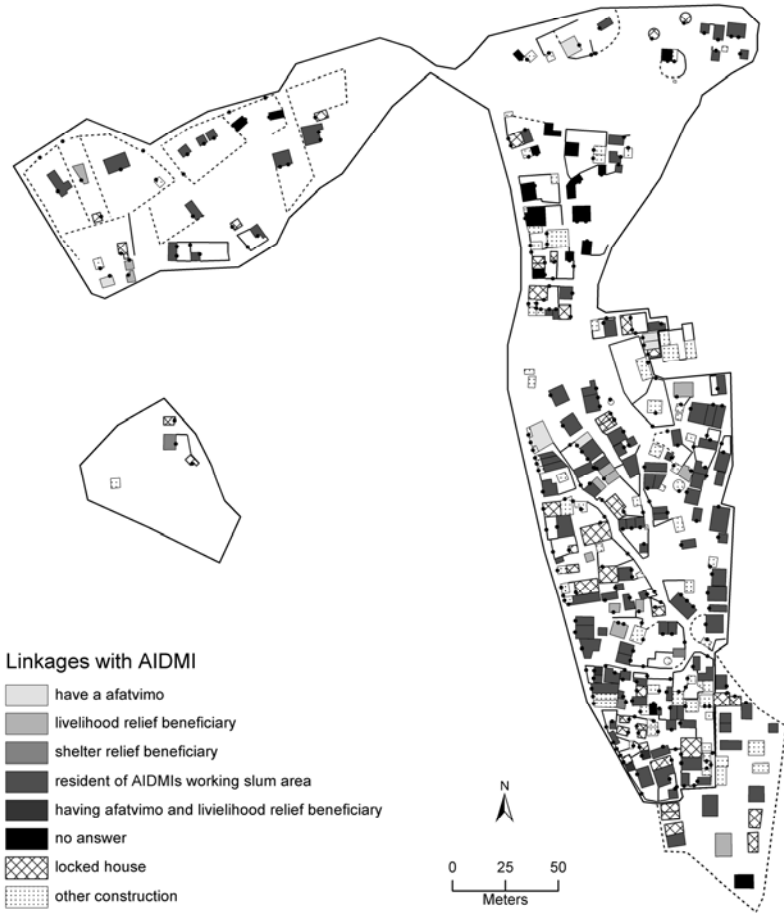 Linkages with AIDMI
have a afatvimo
livelihood relief beneficiary
shelter relief beneficiary
resident of AIDMIs working slum area
having afatvimo and livielihood relief beneficiary
no answer
locked house
other construction
N
0 25 50
Meters